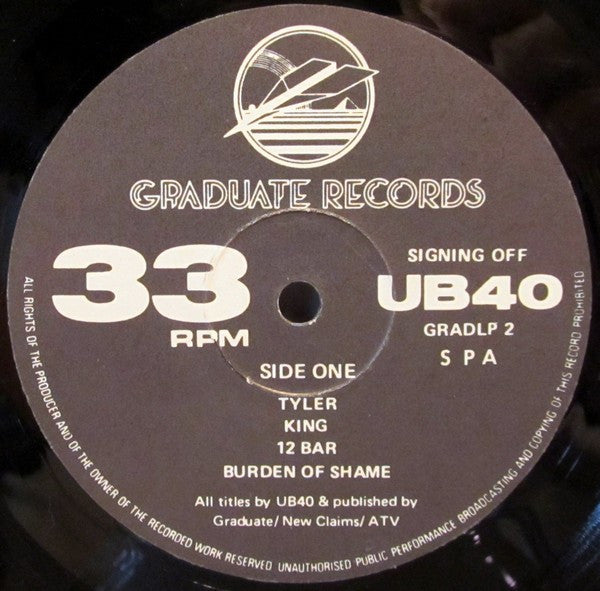 GRADUATE RECORDS
33
RPM
SIGNING OFF
UB40
GRADLP 2
S P A
SIDE ONE
TYLER
KING
12 BAR
BURDEN OF SHAME
All titles by UB40 & published by
Graduate/ New Claims/ ATV
ALL RIGHTS OF THE PRODUCER AND OF THE OWNER OF THE RECORDED WORK RESERVED UNAUTHORISED PUBLIC PERFORMANCE BROADCASTING AND COPYING OF THIS RECORD PROHIBITED